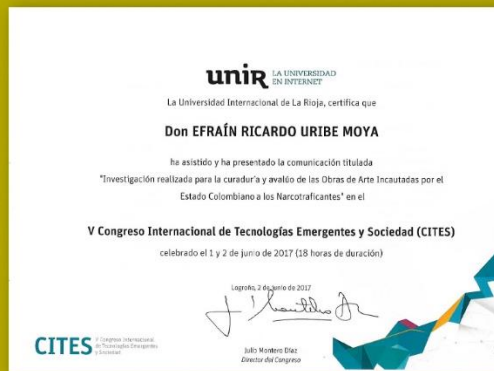 unir LA UNIVERSIDAD
EN INTERNET
La Universidad Internacional de La Rioja, certifica que
Don EFRAÍN RICARDO URIBE MOYA
ha asistido y ha presentado la comunicación titulada
"Investigación realizada para la curadur'a y avalúo de las Obras de Arte Incautadas por el
Estado Colombiano a los Narcotraficantes" en el
V Congreso Internacional de Tecnologías Emergentes y Sociedad (CITES)
celebrado el 1 y 2 de junio de 2017 (18 horas de duración)
Logroño, 2 de junio de 2017
Julio Montero Díaz
Director del Congreso
CITES V Congreso Internacional
de Tecnologías Emergentes
y Sociedad